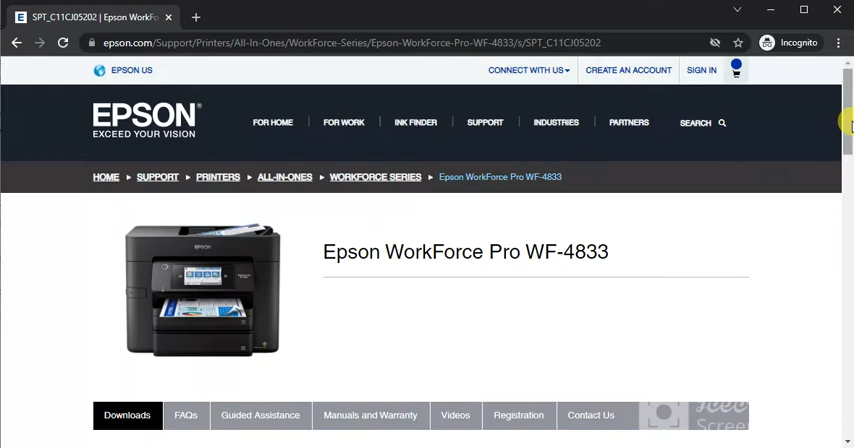 SPT_C11CJ05202 | Epson WorkFo
epson.com/Support/Printers/All-In-Ones/WorkForce-Series/Epson-WorkForce-Pro-WF-4833/s/SPT_C11CJ05202
Incognito
EPSON US
CONNECT WITH US
CREATE AN ACCOUNT
SIGN IN
EPSON®
EXCEED YOUR VISION
FOR HOME
FOR WORK
INK FINDER
SUPPORT
INDUSTRIES
PARTNERS
SEARCH
HOME ▸ SUPPORT ▸ PRINTERS ▸ ALL-IN-ONES ▸ WORKFORCE SERIES ▸ Epson WorkForce Pro WF-4833
EPSON
Epson WorkForce Pro WF-4833
Downloads
FAQs
Guided Assistance
Manuals and Warranty
Videos
Registration
Contact Us